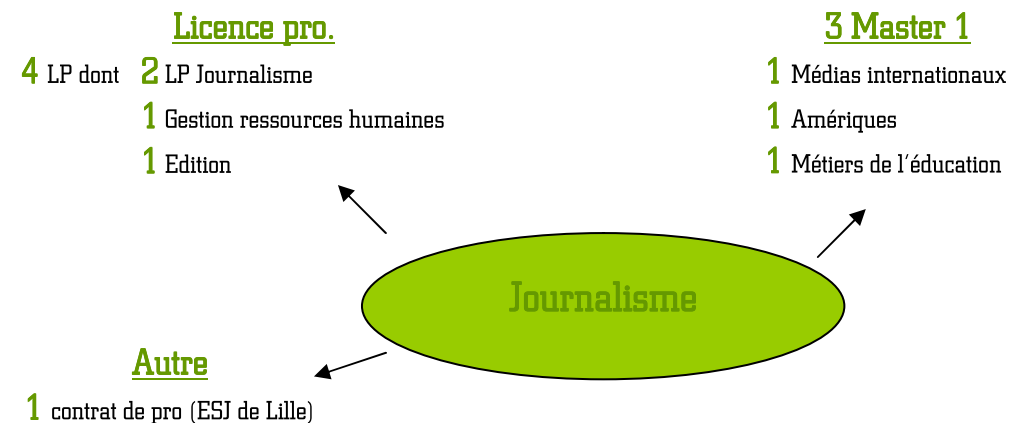 Licence pro.
4 LP dont 2 LP Journalisme
1 Gestion ressources humaines
1 Edition
3 Master 1
1 Médias internationaux
1 Amériques
1 Métiers de l'éducation
Journalisme
Autre
1 contrat de pro (ESJ de Lille)